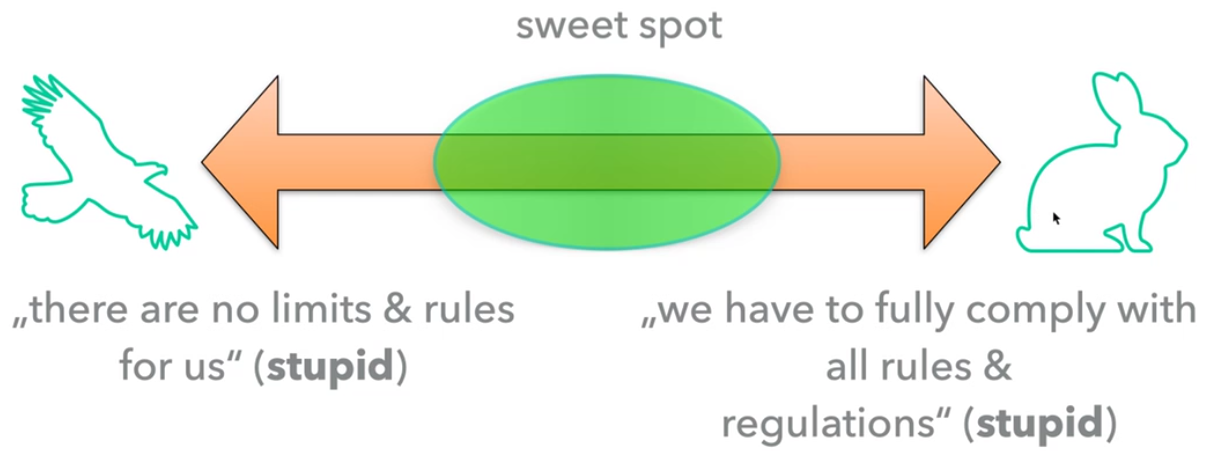 sweet spot
„there are no limits & rules
for us“ (stupid)
„we have to fully comply with
all rules &
regulations“ (stupid)